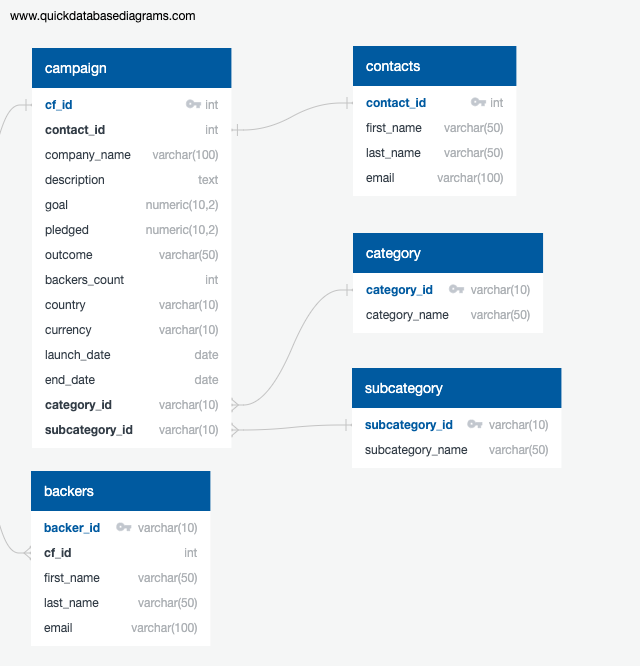 www.quickdatabasediagrams.com
campaign
cf_id int
contact_id int
company_name varchar(100)
description text
goal numeric(10,2)
pledged numeric(10,2)
outcome varchar(50)
backers_count int
country varchar(10)
currency varchar(10)
launch_date date
end_date date
category_id varchar(10)
subcategory_id varchar(10)
contacts
contact_id int
first_name varchar(50)
last_name varchar(50)
email varchar(100)
category
category_id varchar(10)
category_name varchar(50)
subcategory
subcategory_id varchar(10)
subcategory_name varchar(50)
backers
backer_id varchar(10)
cf_id int
first_name varchar(50)
last_name varchar(50)
email varchar(100)